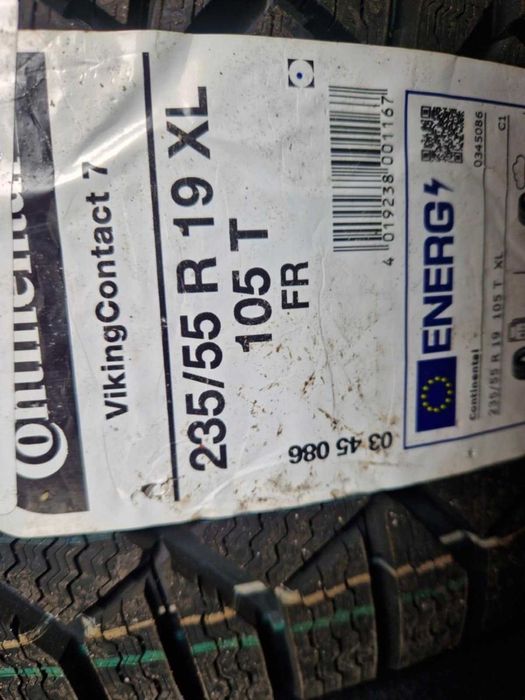 Continental
VikingContact 7
235/55 R 19 XL
105 T
FR
4 019238 001167
03 45 086
ENERG
0345086
C1
Continental
235/55 R 19 105 T XL